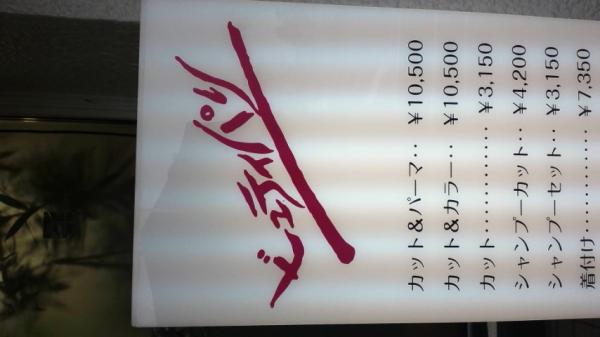 ビューティパリ
カット&パーマ‥ ¥10,500
カット&カラー‥ ¥10,500
カット‥‥‥‥‥‥ ¥3,150
シャンプーカット‥ ¥4,200
シャンプーセット‥ ¥3,150
着付け‥‥‥‥‥ ¥7,350